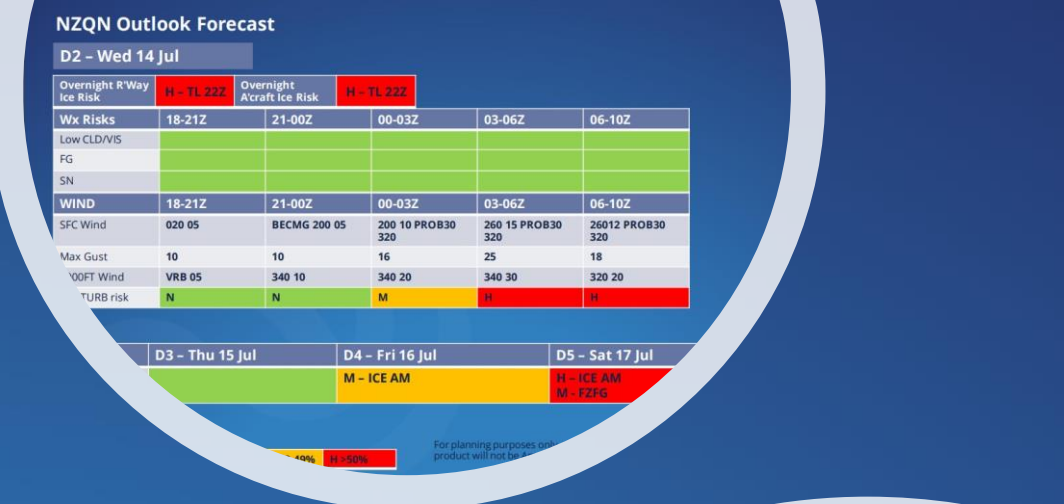 NZQN Outlook Forecast
D2 – Wed 14 Jul
Overnight R'Way Ice Risk H – TL 22Z Overnight A'craft Ice Risk H – TL 22Z
Wx Risks 18-21Z 21-00Z 00-03Z 03-06Z 06-10Z
Low CLD/VIS
FG
SN
WIND 18-21Z 21-00Z 00-03Z 03-06Z 06-10Z
SFC Wind 020 05 BECMG 200 05 200 10 PROB30 320 260 15 PROB30 320 26012 PROB30 320
Max Gust 10 10 16 25 18
00FT Wind VRB 05 340 10 340 20 340 30 320 20
TURB risk N N M H H
D3 – Thu 15 Jul D4 – Fri 16 Jul D5 – Sat 17 Jul
M – ICE AM H – ICE AM
M - FZFG
49% H >50%
For planning purposes only
product will not be